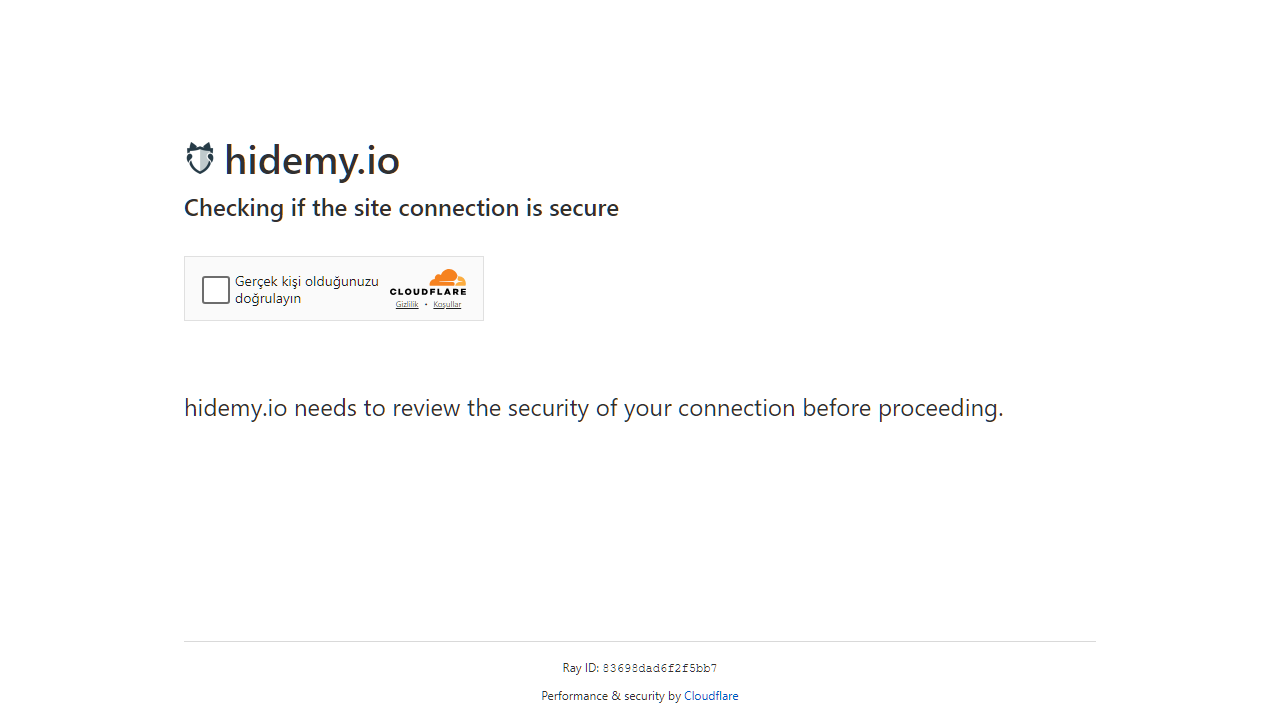 hidemy.io
Checking if the site connection is secure
Gerçek kişi olduğunuzu
doğrulayın
CLOUDFLARE
Gizlilik • Koşullar
hidemy.io needs to review the security of your connection before proceeding.
Ray ID: 83698dad6f2f5bb7
Performance & security by Cloudflare